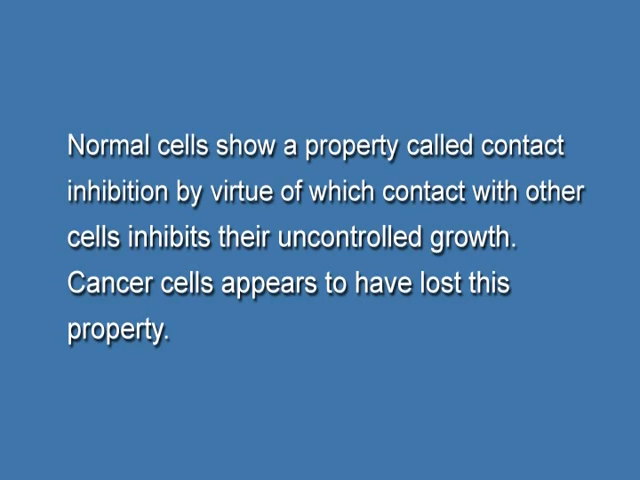 Normal cells show a property called contact
inhibition by virtue of which contact with other
cells inhibits their uncontrolled growth.
Cancer cells appears to have lost this
property.